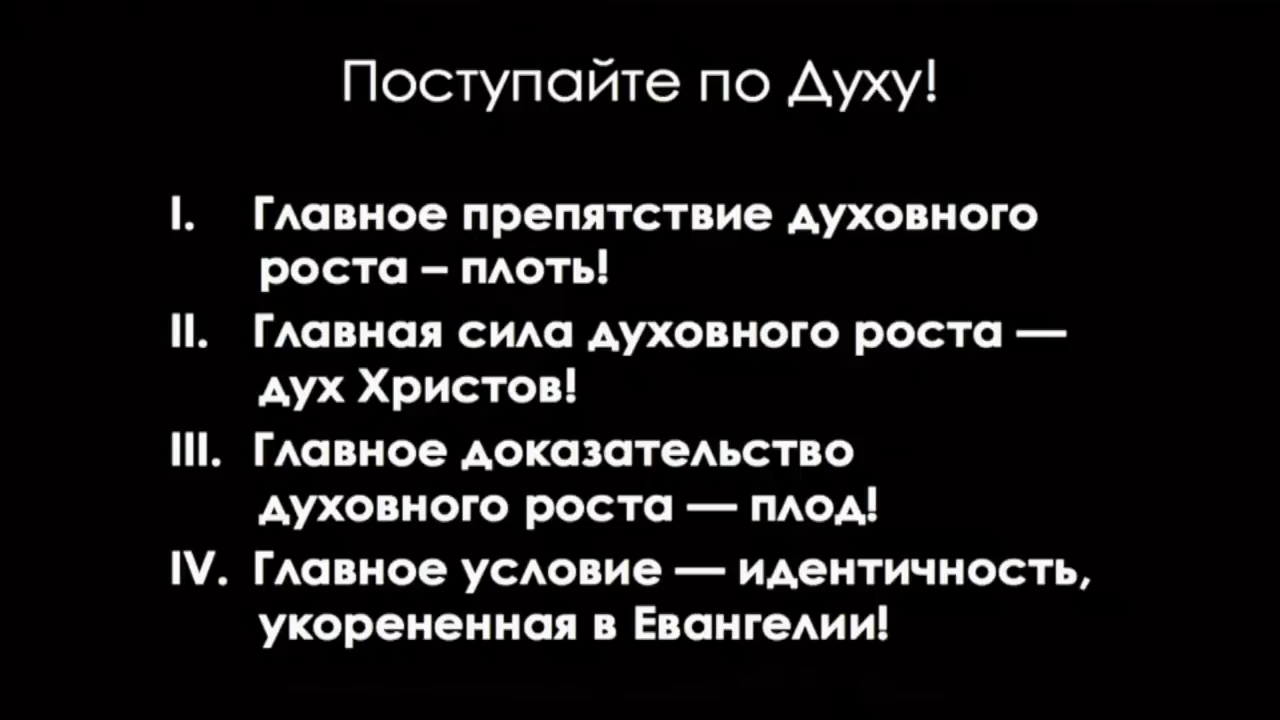 Поступайте по Духу!
I. Главное препятствие духовного
роста – плоть!
II. Главная сила духовного роста —
дух Христов!
III. Главное доказательство
духовного роста — плод!
IV. Главное условие — идентичность,
укорененная в Евангелии!